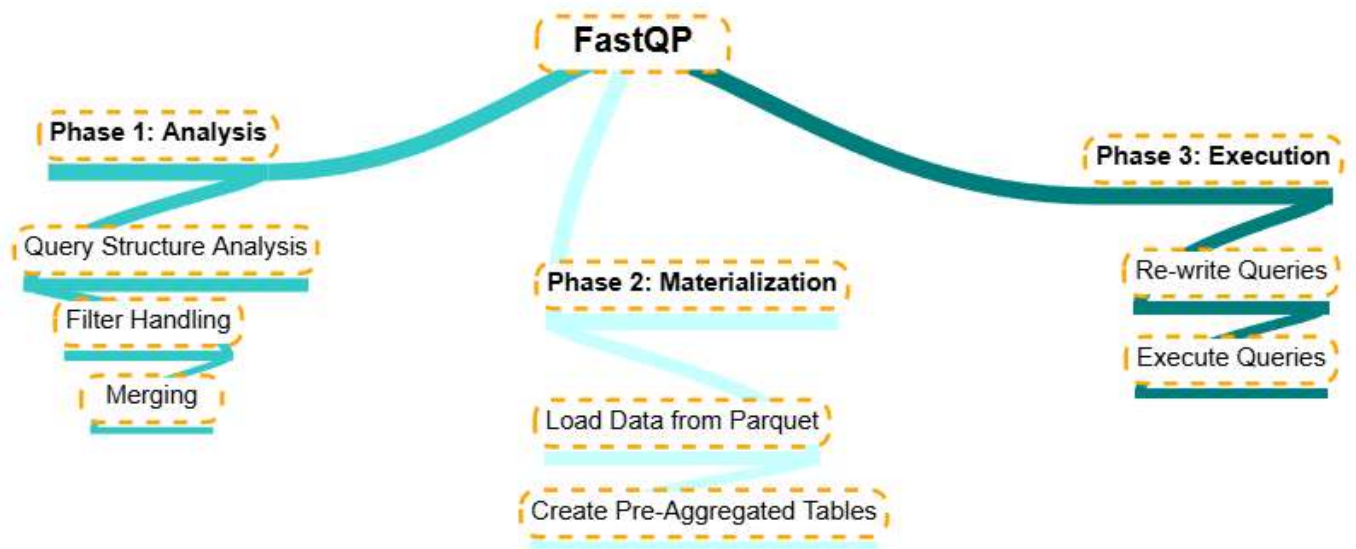 FastQP
Phase 1: Analysis
Query Structure Analysis
Filter Handling
Merging
Phase 2: Materialization
Load Data from Parquet
Create Pre-Aggregated Tables
Phase 3: Execution
Re-write Queries
Execute Queries